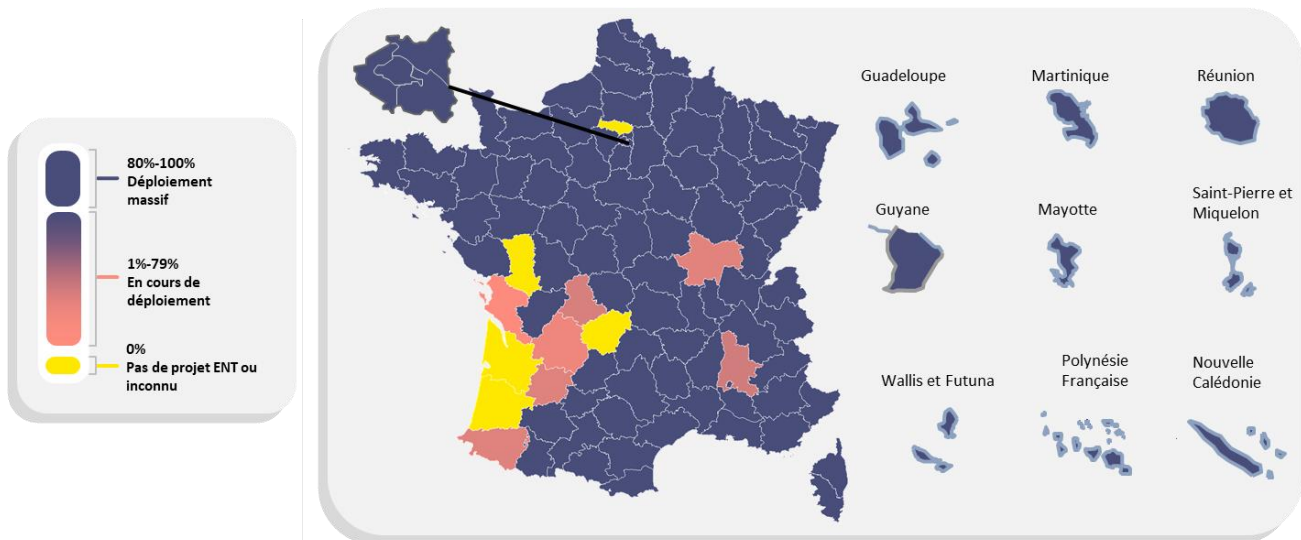 80%-100%
Déploiement
massif
1%-79%
En cours de
déploiement
0%
Pas de projet ENT ou
inconnu
Guadeloupe
Martinique
Réunion
Guyane
Mayotte
Saint-Pierre et
Miquelon
Wallis et Futuna
Polynésie
Française
Nouvelle
Calédonie